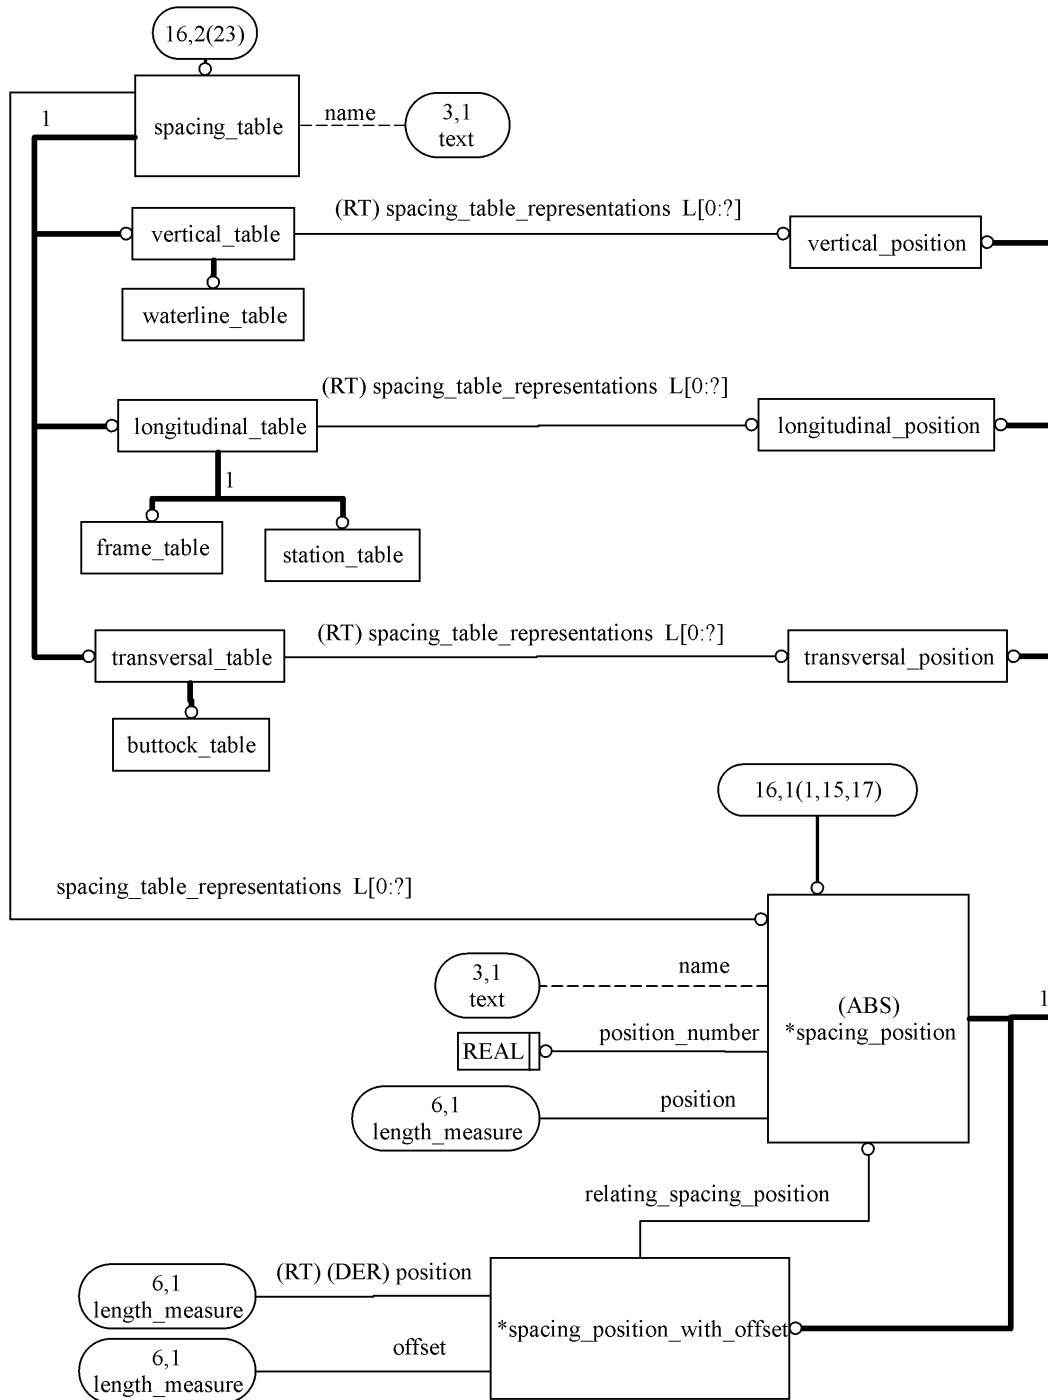 16,2(23)
1
spacing_table
name
3,1
text
(RT) spacing_table_representations L[0:?]
vertical_table
vertical_position
waterline_table
(RT) spacing_table_representations L[0:?]
longitudinal_table
longitudinal_position
1
frame_table
station_table
(RT) spacing_table_representations L[0:?]
transversal_table
transversal_position
buttock_table
16,1(1,15,17)
spacing_table_representations L[0:?]
name
3,1
text
(ABS)
*spacing_position
1
position_number
REAL
position
6,1
length_measure
relating_spacing_position
(RT) (DER) position
6,1
length_measure
*spacing_position_with_offset
offset
6,1
length_measure